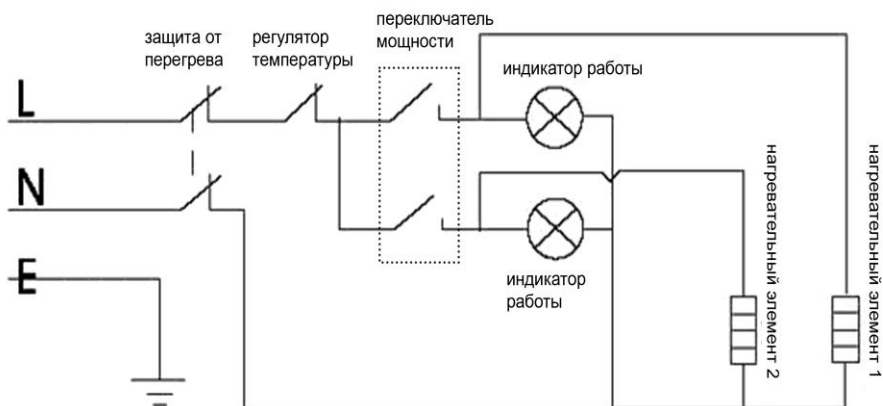 защита от
перегрева
регулятор
температуры
переключатель
мощности
индикатор работы
L
N
E
индикатор
работы
нагревательный элемент 2
нагревательный элемент 1